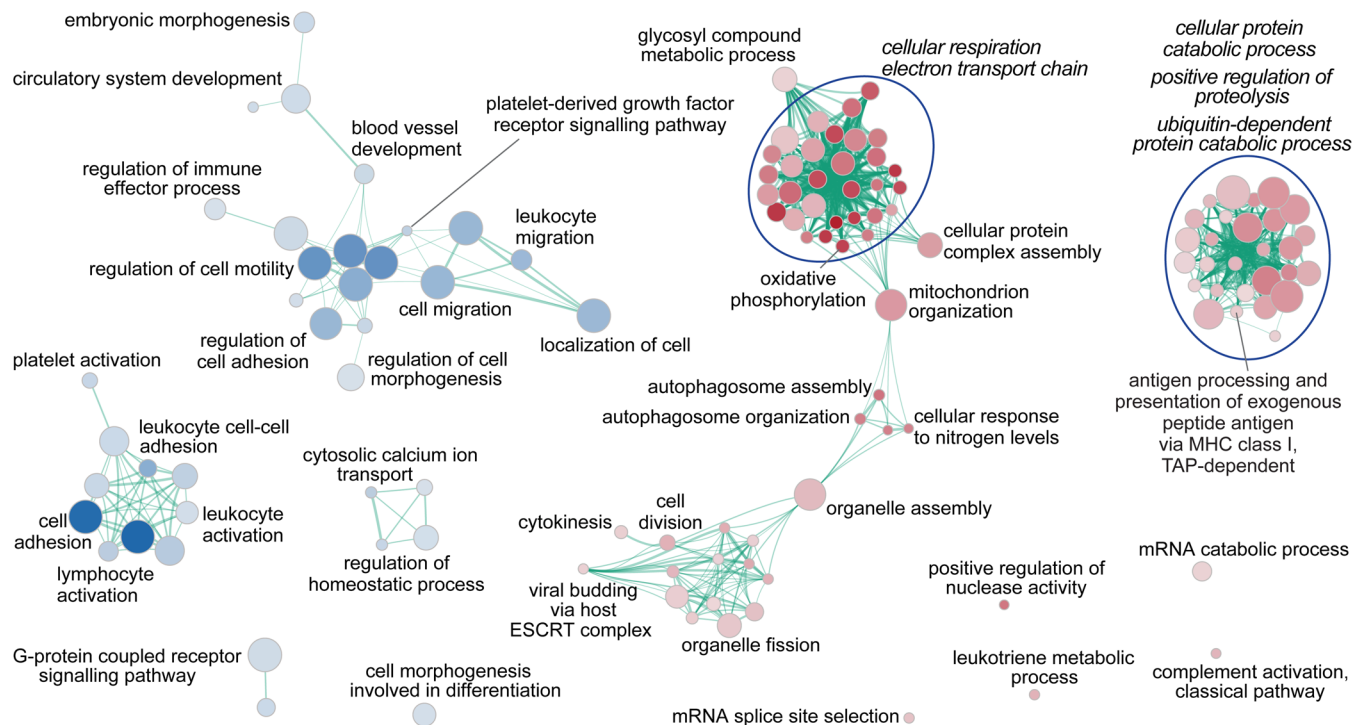 embryonic morphogenesis
circulatory system development
blood vessel
development
platelet-derived growth factor
receptor signalling pathway
regulation of immune
effector process
leukocyte
migration
regulation of cell motility
cell migration
regulation of
cell adhesion
regulation of cell
morphogenesis
localization of cell
glycosyl compound
metabolic process
cellular respiration
electron transport chain
cellular protein
catabolic process
positive regulation of
proteolysis
ubiquitin-dependent
protein catabolic process
cellular protein
complex assembly
oxidative
phosphorylation
mitochondrion
organization
antigen processing and
presentation of exogenous
peptide antigen
via MHC class I,
TAP-dependent
autophagosome assembly
autophagosome organization
cellular response
to nitrogen levels
platelet activation
leukocyte cell-cell
adhesion
cell
adhesion
leukocyte
activation
lymphocyte
activation
cytosolic calcium ion
transport
regulation of
homeostatic process
cytokinesis
cell
division
organelle assembly
viral budding
via host
ESCRT complex
organelle fission
positive regulation of
nuclease activity
mRNA catabolic process
G-protein coupled receptor
signalling pathway
cell morphogenesis
involved in differentiation
leukotriene metabolic
process
complement activation,
classical pathway
mRNA splice site selection